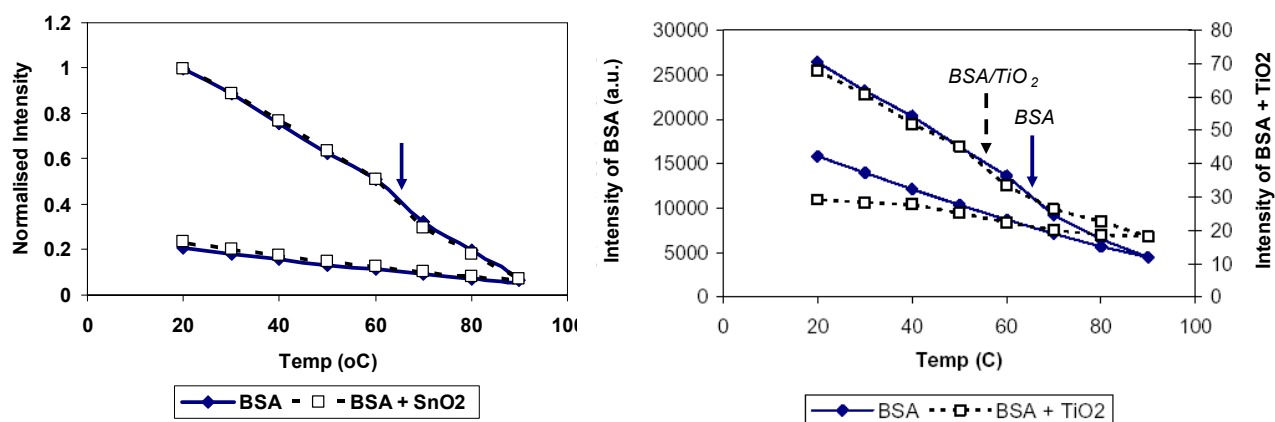 Normalised Intensity
1.2
1
0.8
0.6
0.4
0.2
0
0 20 40 60 80 100
Temp (oC)
BSA BSA + SnO2
Intensity of BSA (a.u.)
30000
25000
20000
15000
10000
5000
0
BSA/TiO2
BSA
80
70
60
50
40
30
20
10
0
Intensity of BSA + TiO2
0 20 40 60 80 100
Temp (C)
BSA BSA + TiO2